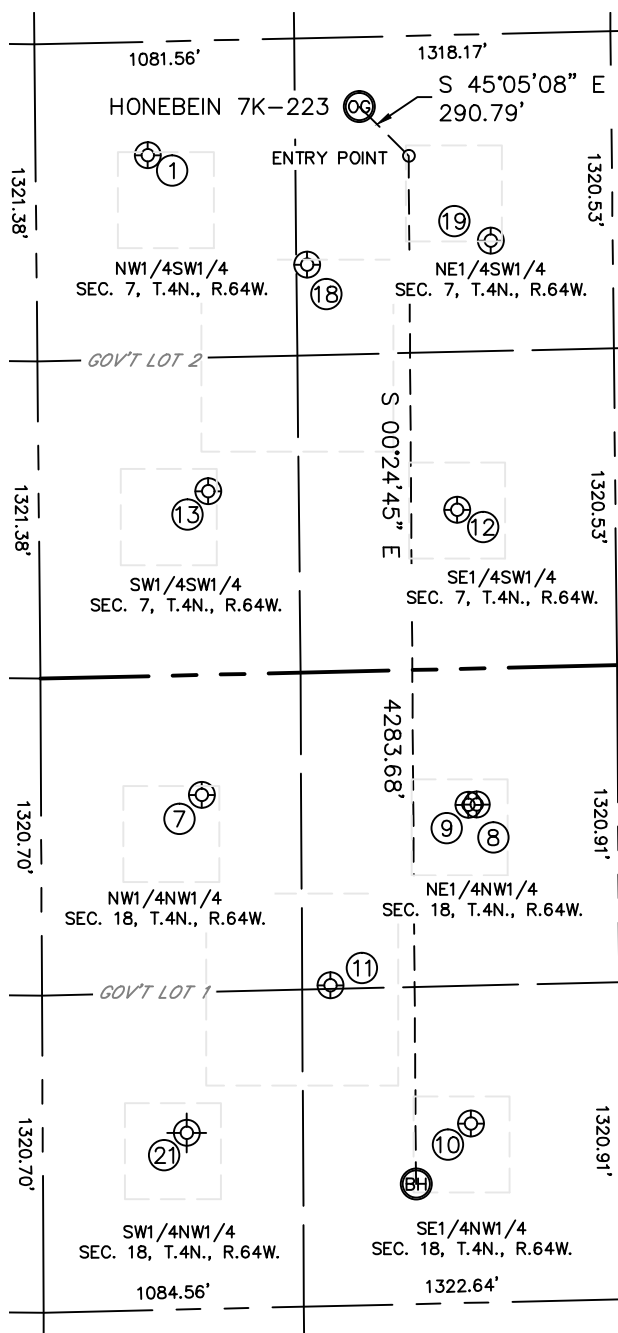 1081.56'
1318.17'
S 45°05'08" E
290.79'
HONEBEIN 7K-223
OG
ENTRY POINT
1
1321.38'
1320.53'
19
NW1/4SW1/4
SEC. 7, T.4N., R.64W.
18
NE1/4SW1/4
SEC. 7, T.4N., R.64W.
GOV'T LOT 2
S 00°24'45" E
13
1321.38'
12
1320.53'
SW1/4SW1/4
SEC. 7, T.4N., R.64W.
SE1/4SW1/4
SEC. 7, T.4N., R.64W.
4283.68'
7
9
8
1320.70'
1320.91'
NW1/4NW1/4
SEC. 18, T.4N., R.64W.
NE1/4NW1/4
SEC. 18, T.4N., R.64W.
11
GOV'T LOT 1
21
10
1320.70'
1320.91'
BH
SW1/4NW1/4
SEC. 18, T.4N., R.64W.
SE1/4NW1/4
SEC. 18, T.4N., R.64W.
1084.56'
1322.64'